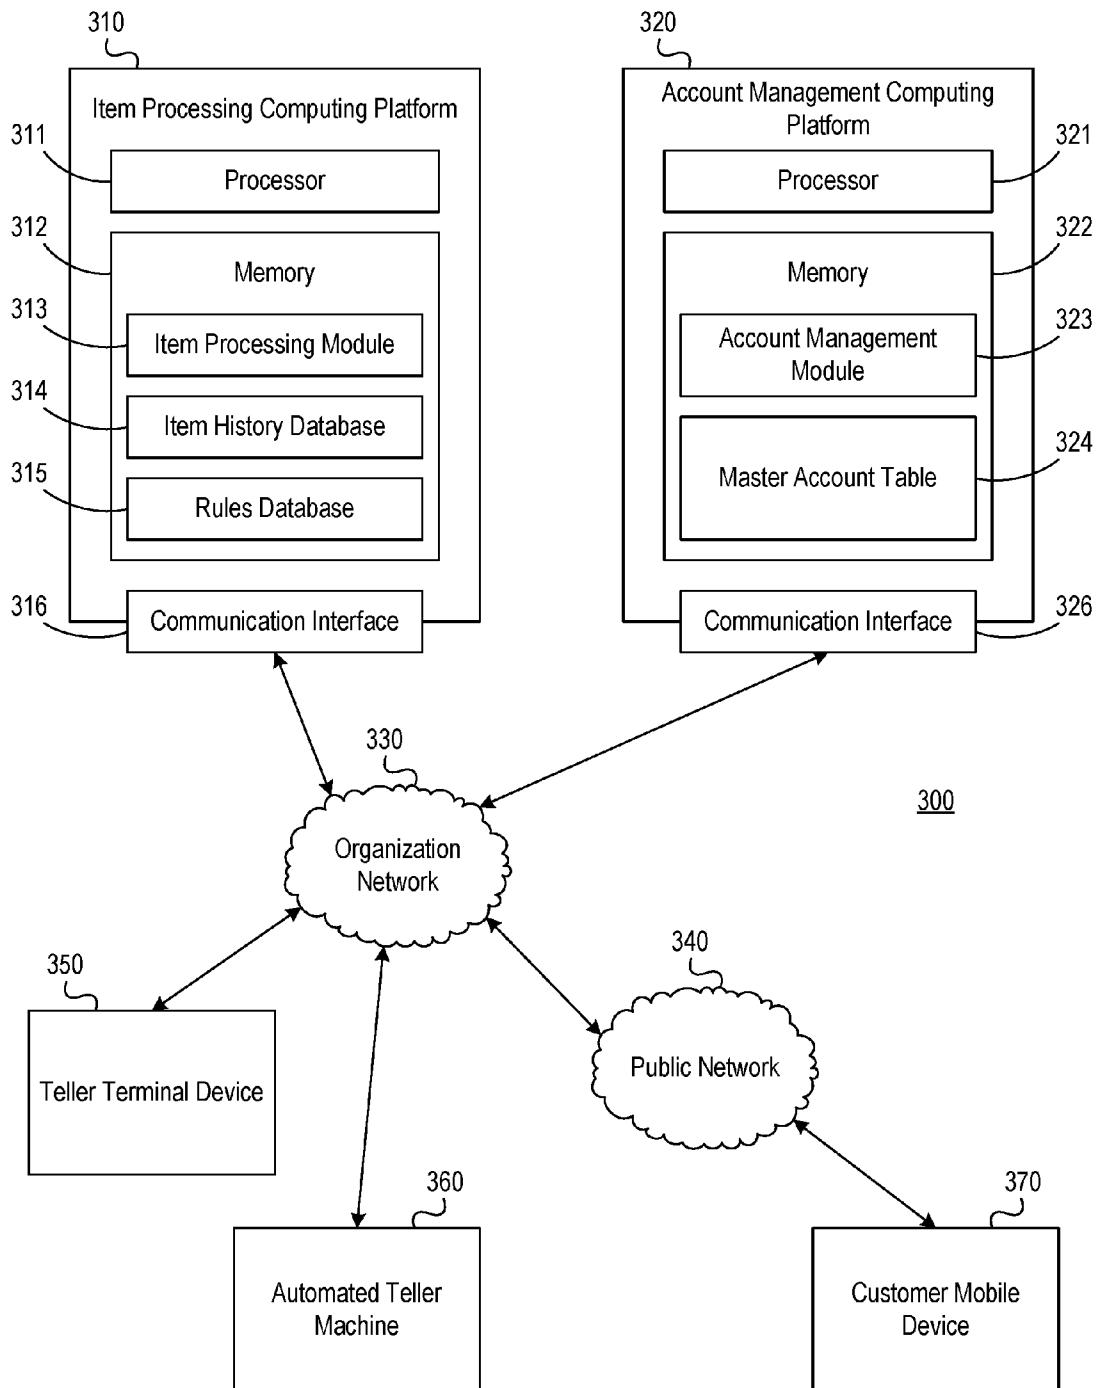 310
320
Item Processing Computing Platform
Account Management Computing
Platform
311
Processor
321
Processor
312
Memory
322
Memory
313
Item Processing Module
323
Account Management
Module
314
Item History Database
324
Master Account Table
315
Rules Database
316
Communication Interface
326
Communication Interface
330
Organization
Network
300
340
Public Network
350
Teller Terminal Device
360
Automated Teller
Machine
370
Customer Mobile
Device